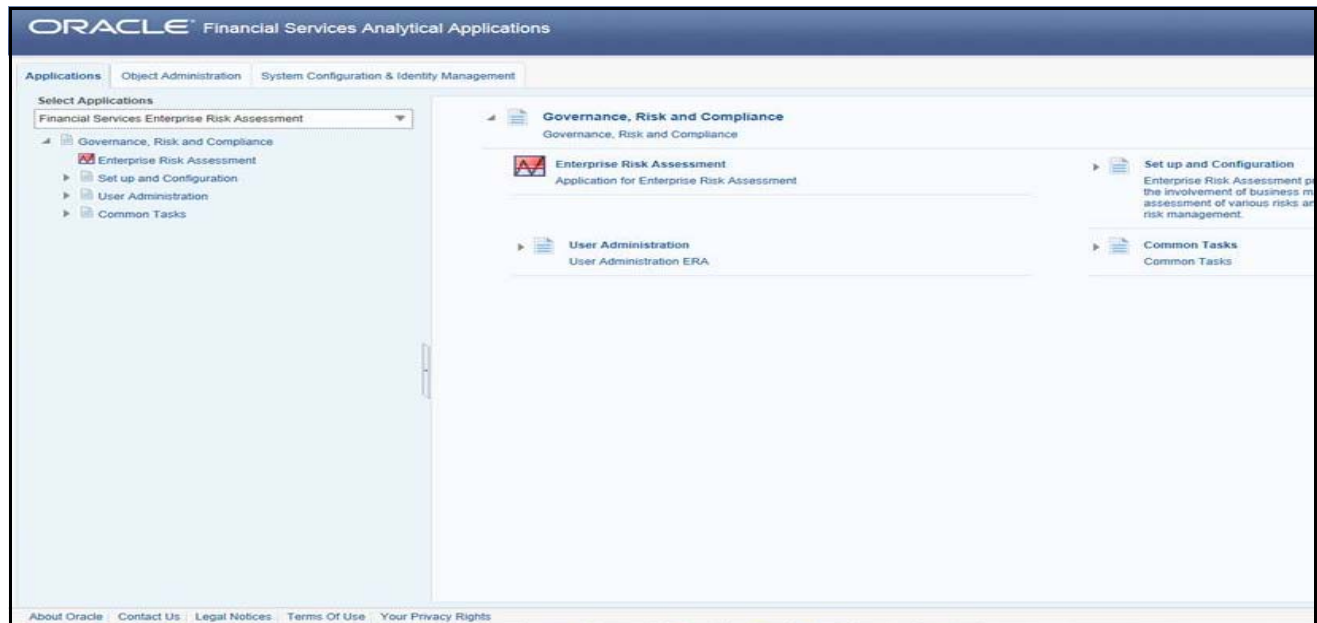 ORACLE Financial Services Analytical Applications
Applications Object Administration System Configuration & Identity Management
Select Applications
Financial Services Enterprise Risk Assessment
Governance, Risk and Compliance
Enterprise Risk Assessment
Set up and Configuration
User Administration
Common Tasks
Governance, Risk and Compliance
Governance, Risk and Compliance
Enterprise Risk Assessment
Application for Enterprise Risk Assessment
Set up and Configuration
Enterprise Risk Assessment p
the involvement of business m
assessment of various risks a
risk management.
User Administration
User Administration ERA
Common Tasks
Common Tasks
About Oracle Contact Us Legal Notices Terms Of Use Your Privacy Rights